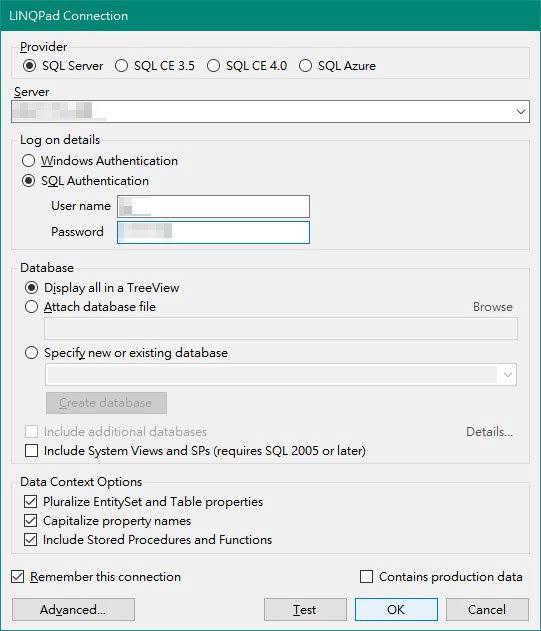 LINQPad Connection
Provider
SQL Server SQL CE 3.5 SQL CE 4.0 SQL Azure
Server
Log on details
Windows Authentication
SQL Authentication
User name
Password
Database
Display all in a TreeView
Attach database file Browse
Specify new or existing database
Create database
Include additional databases Details...
Include System Views and SPs (requires SQL 2005 or later)
Data Context Options
Pluralize EntitySet and Table properties
Capitalize property names
Include Stored Procedures and Functions
Remember this connection Contains production data
Advanced... Test OK Cancel